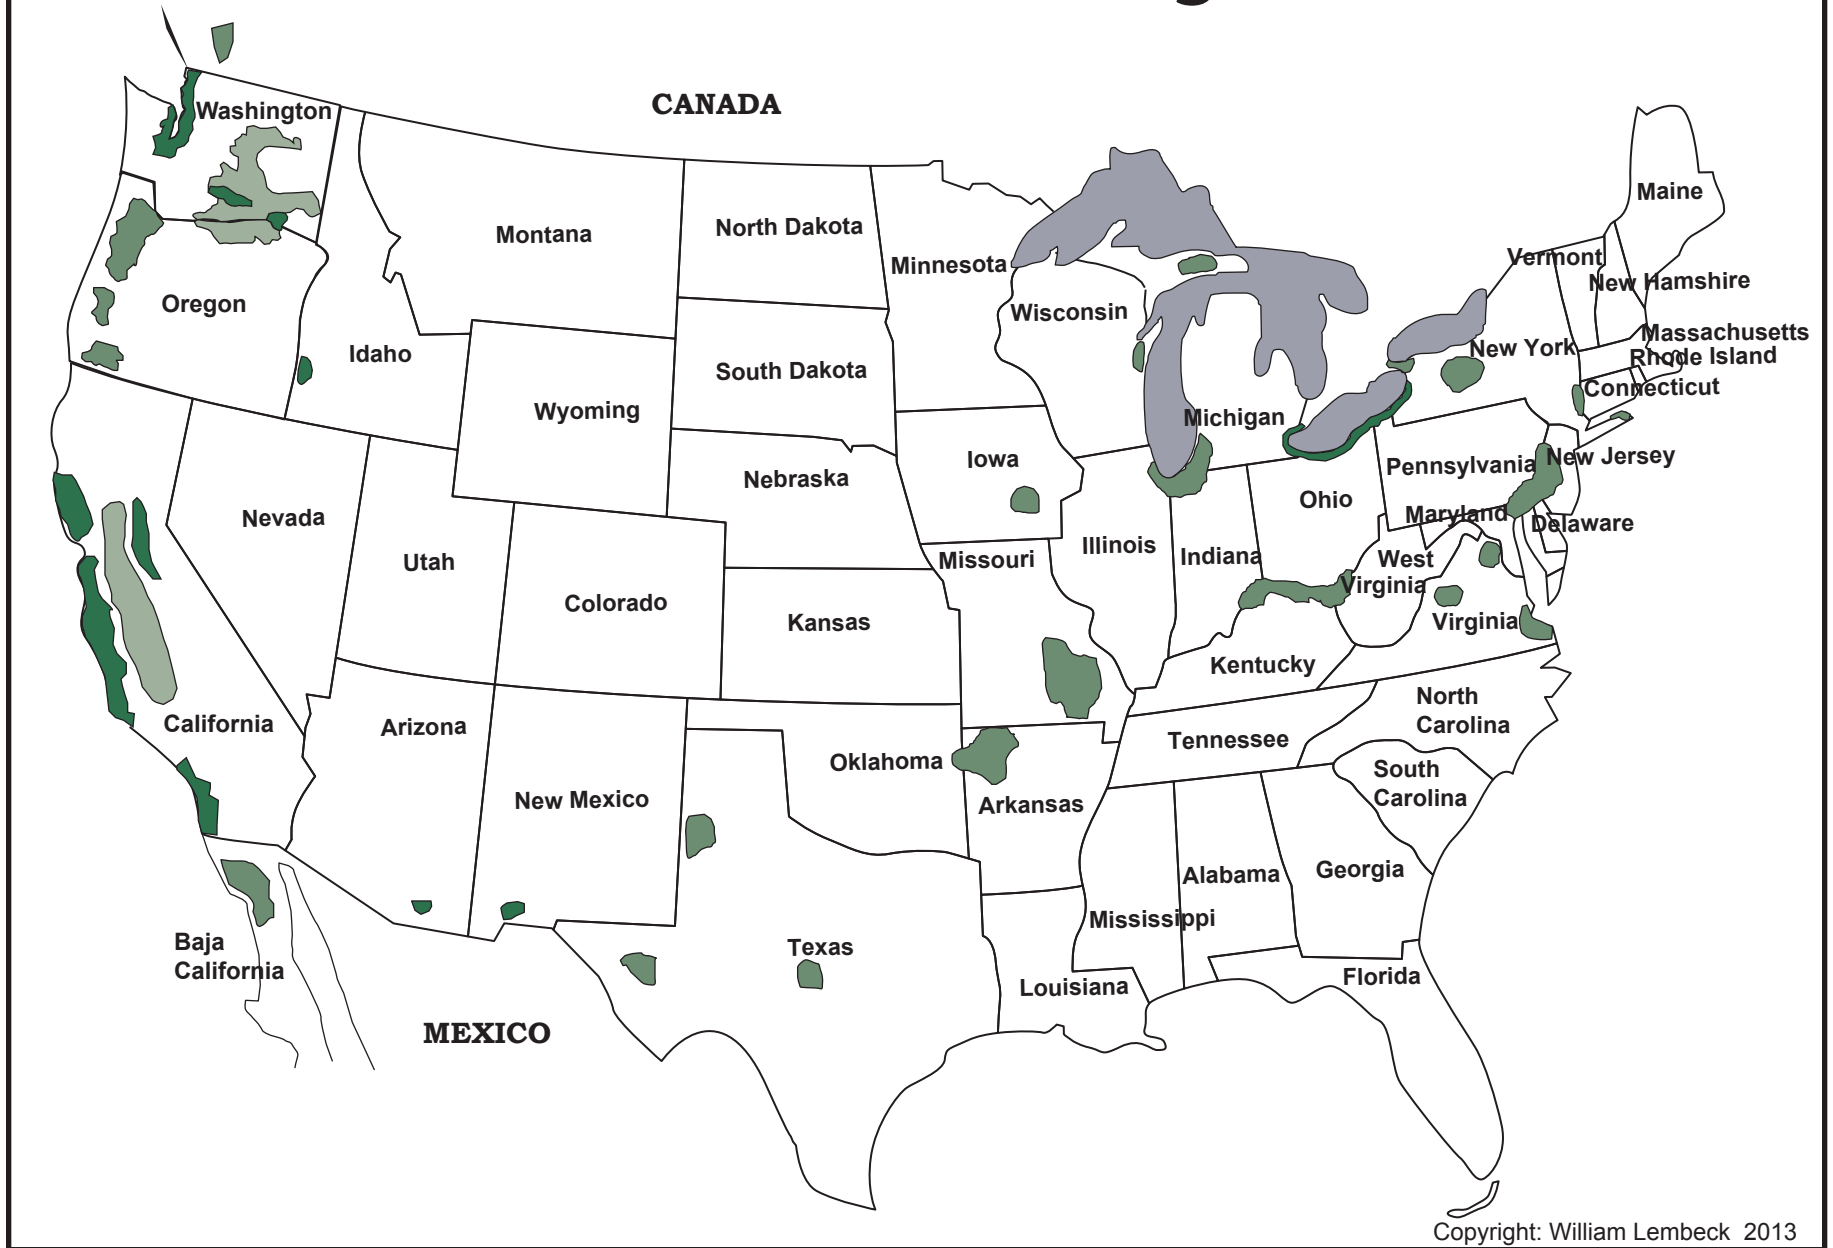 CANADA
Washington
Maine
Montana
North Dakota
Minnesota
Vermont
New Hamshire
Oregon
Wisconsin
Massachusetts
Idaho
New York
Rhode Island
South Dakota
Connecticut
Wyoming
Michigan
Iowa
Pennsylvania
New Jersey
Nebraska
Ohio
Nevada
Maryland
Delaware
Utah
Missouri
Illinois
Indiana
West
Virginia
Colorado
Kansas
Virginia
Kentucky
California
Arizona
North
Carolina
Tennessee
Oklahoma
South
Carolina
New Mexico
Arkansas
Alabama
Georgia
Mississippi
Baja
California
Texas
Louisiana
Florida
MEXICO
Copyright: William Lembeck 2013